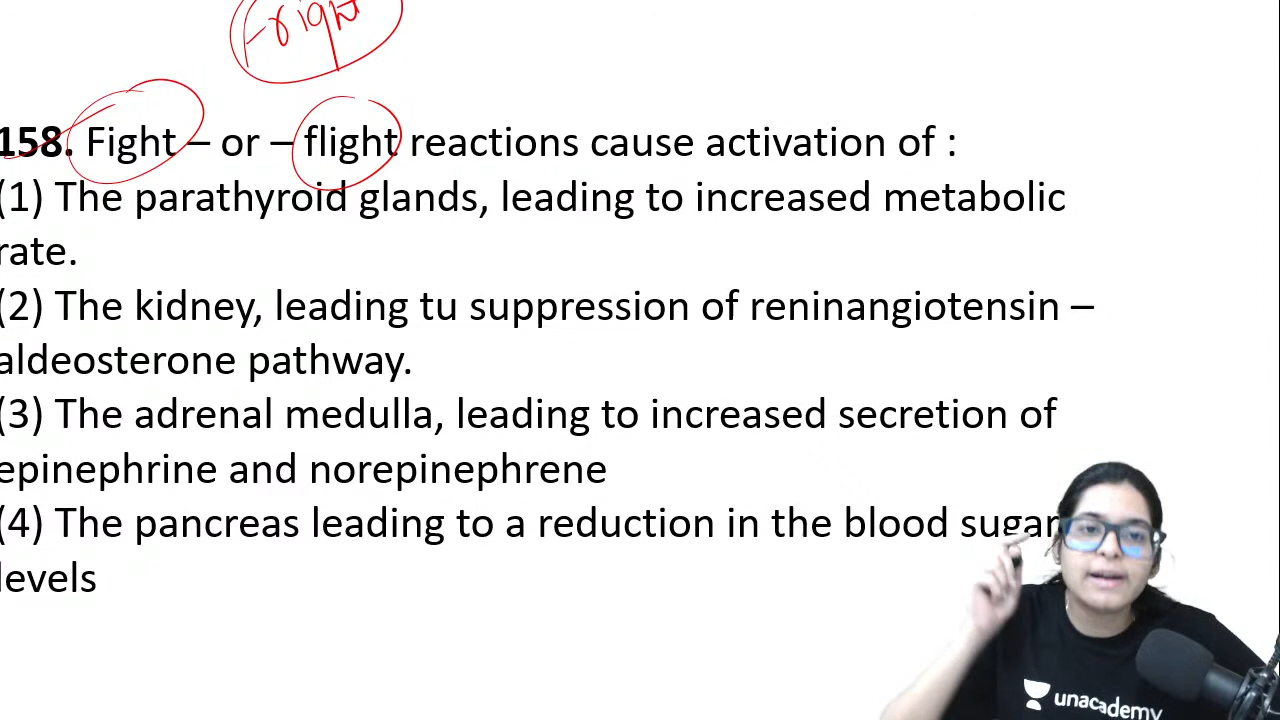 Fright
158. Fight – or – flight reactions cause activation of :
(1) The parathyroid glands, leading to increased metabolic
rate.
(2) The kidney, leading tu suppression of reninangiotensin –
aldeosterone pathway.
(3) The adrenal medulla, leading to increased secretion of
epinephrine and norepinephrene
(4) The pancreas leading to a reduction in the blood sugar
levels
unacademy